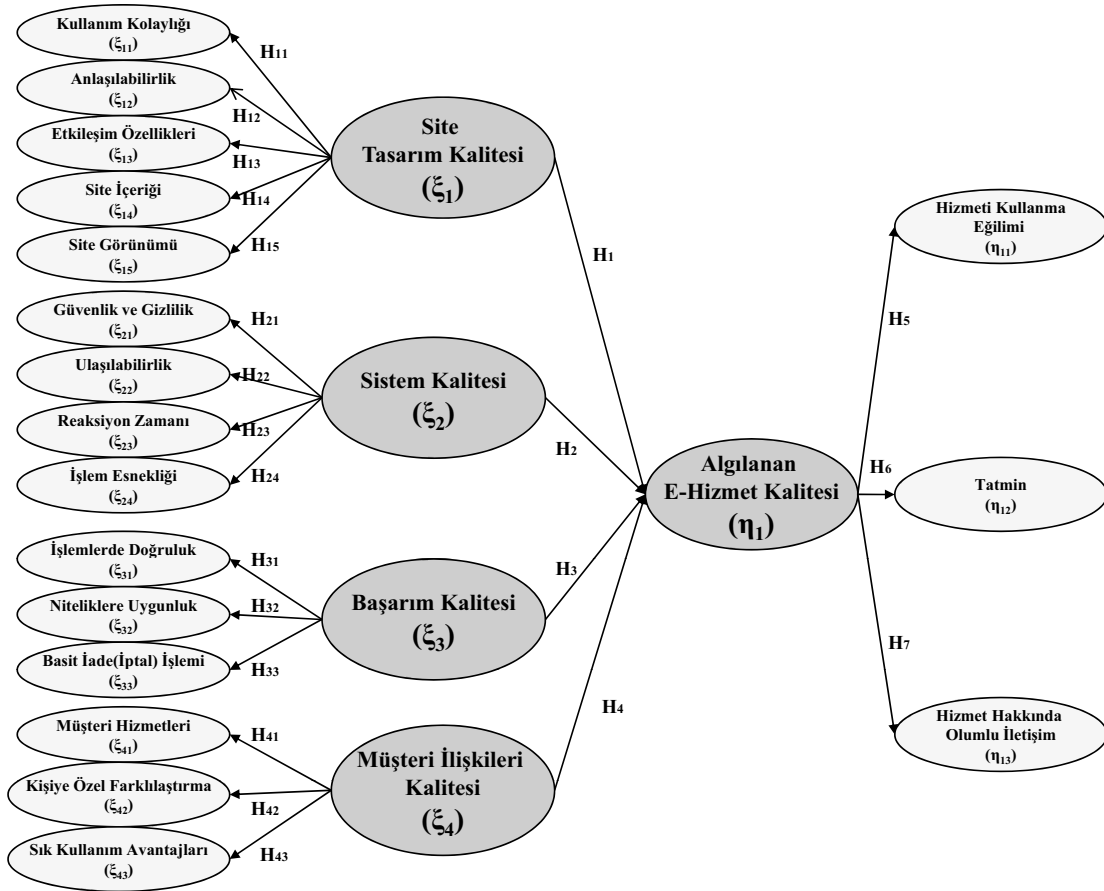 Kullanım Kolaylığı
(ξ11)
Anlaşılabilirlik
(ξ12)
Etkileşim Özellikleri
(ξ13)
Site İçeriği
(ξ14)
Site Görünümü
(ξ15)
H11
H12
H13
H14
H15
Site
Tasarım Kalitesi
(ξ1)
Güvenlik ve Gizlilik
(ξ21)
Ulaşılabilirlik
(ξ22)
Reaksiyon Zamanı
(ξ23)
İşlem Esnekliği
(ξ24)
H21
H22
H23
H24
Sistem Kalitesi
(ξ2)
İşlemlerde Doğruluk
(ξ31)
Niteliklere Uygunluk
(ξ32)
Basit İade(İptal) İşlemi
(ξ33)
H31
H32
H33
Başarım Kalitesi
(ξ3)
Müşteri Hizmetleri
(ξ41)
Kişiye Özel Farklılaştırma
(ξ42)
Sık Kullanım Avantajları
(ξ43)
H41
H42
H43
Müşteri İlişkileri
Kalitesi
(ξ4)
H1
H2
H3
H4
Algılanan
E-Hizmet Kalitesi
(η1)
H5
H6
H7
Hizmeti Kullanma
Eğilimi
(η11)
Tatmin
(η12)
Hizmet Hakkında
Olumlu İletişim
(η13)